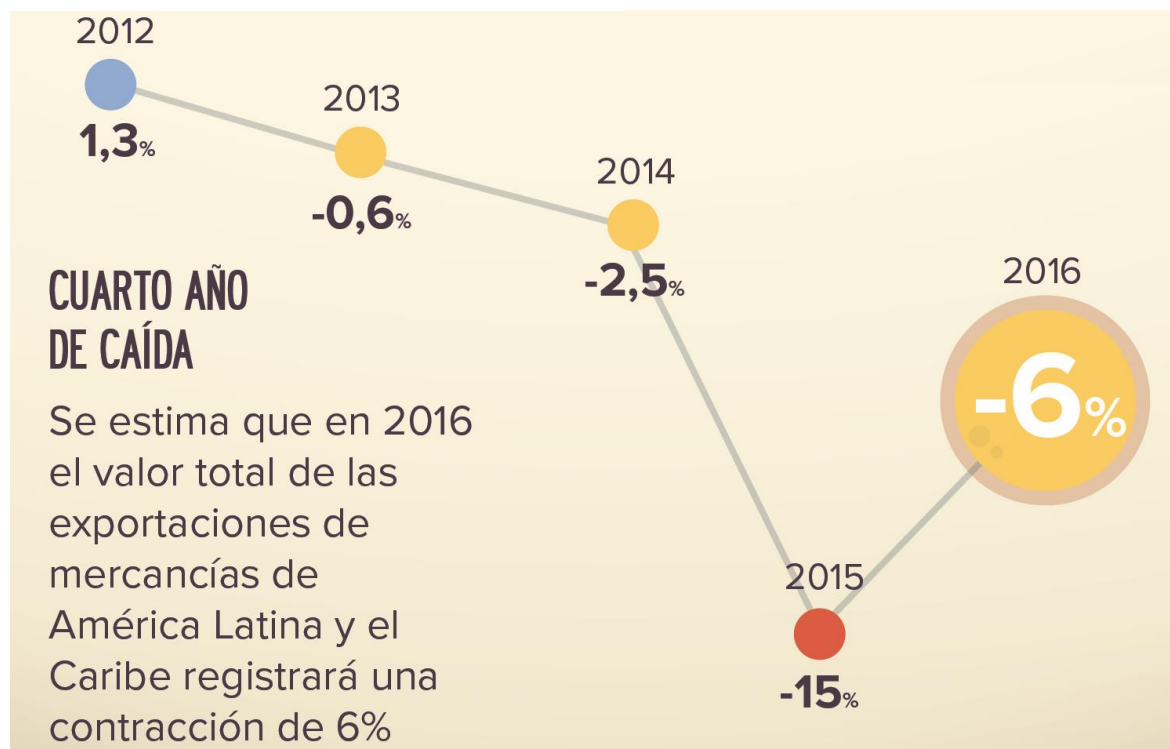 2012
1,3%
2013
-0,6%
2014
-2,5%
CUARTO AÑO
DE CAÍDA
Se estima que en 2016
el valor total de las
exportaciones de
mercancías de
América Latina y el
Caribe registrará una
contracción de 6%
2015
-15%
2016
-6%